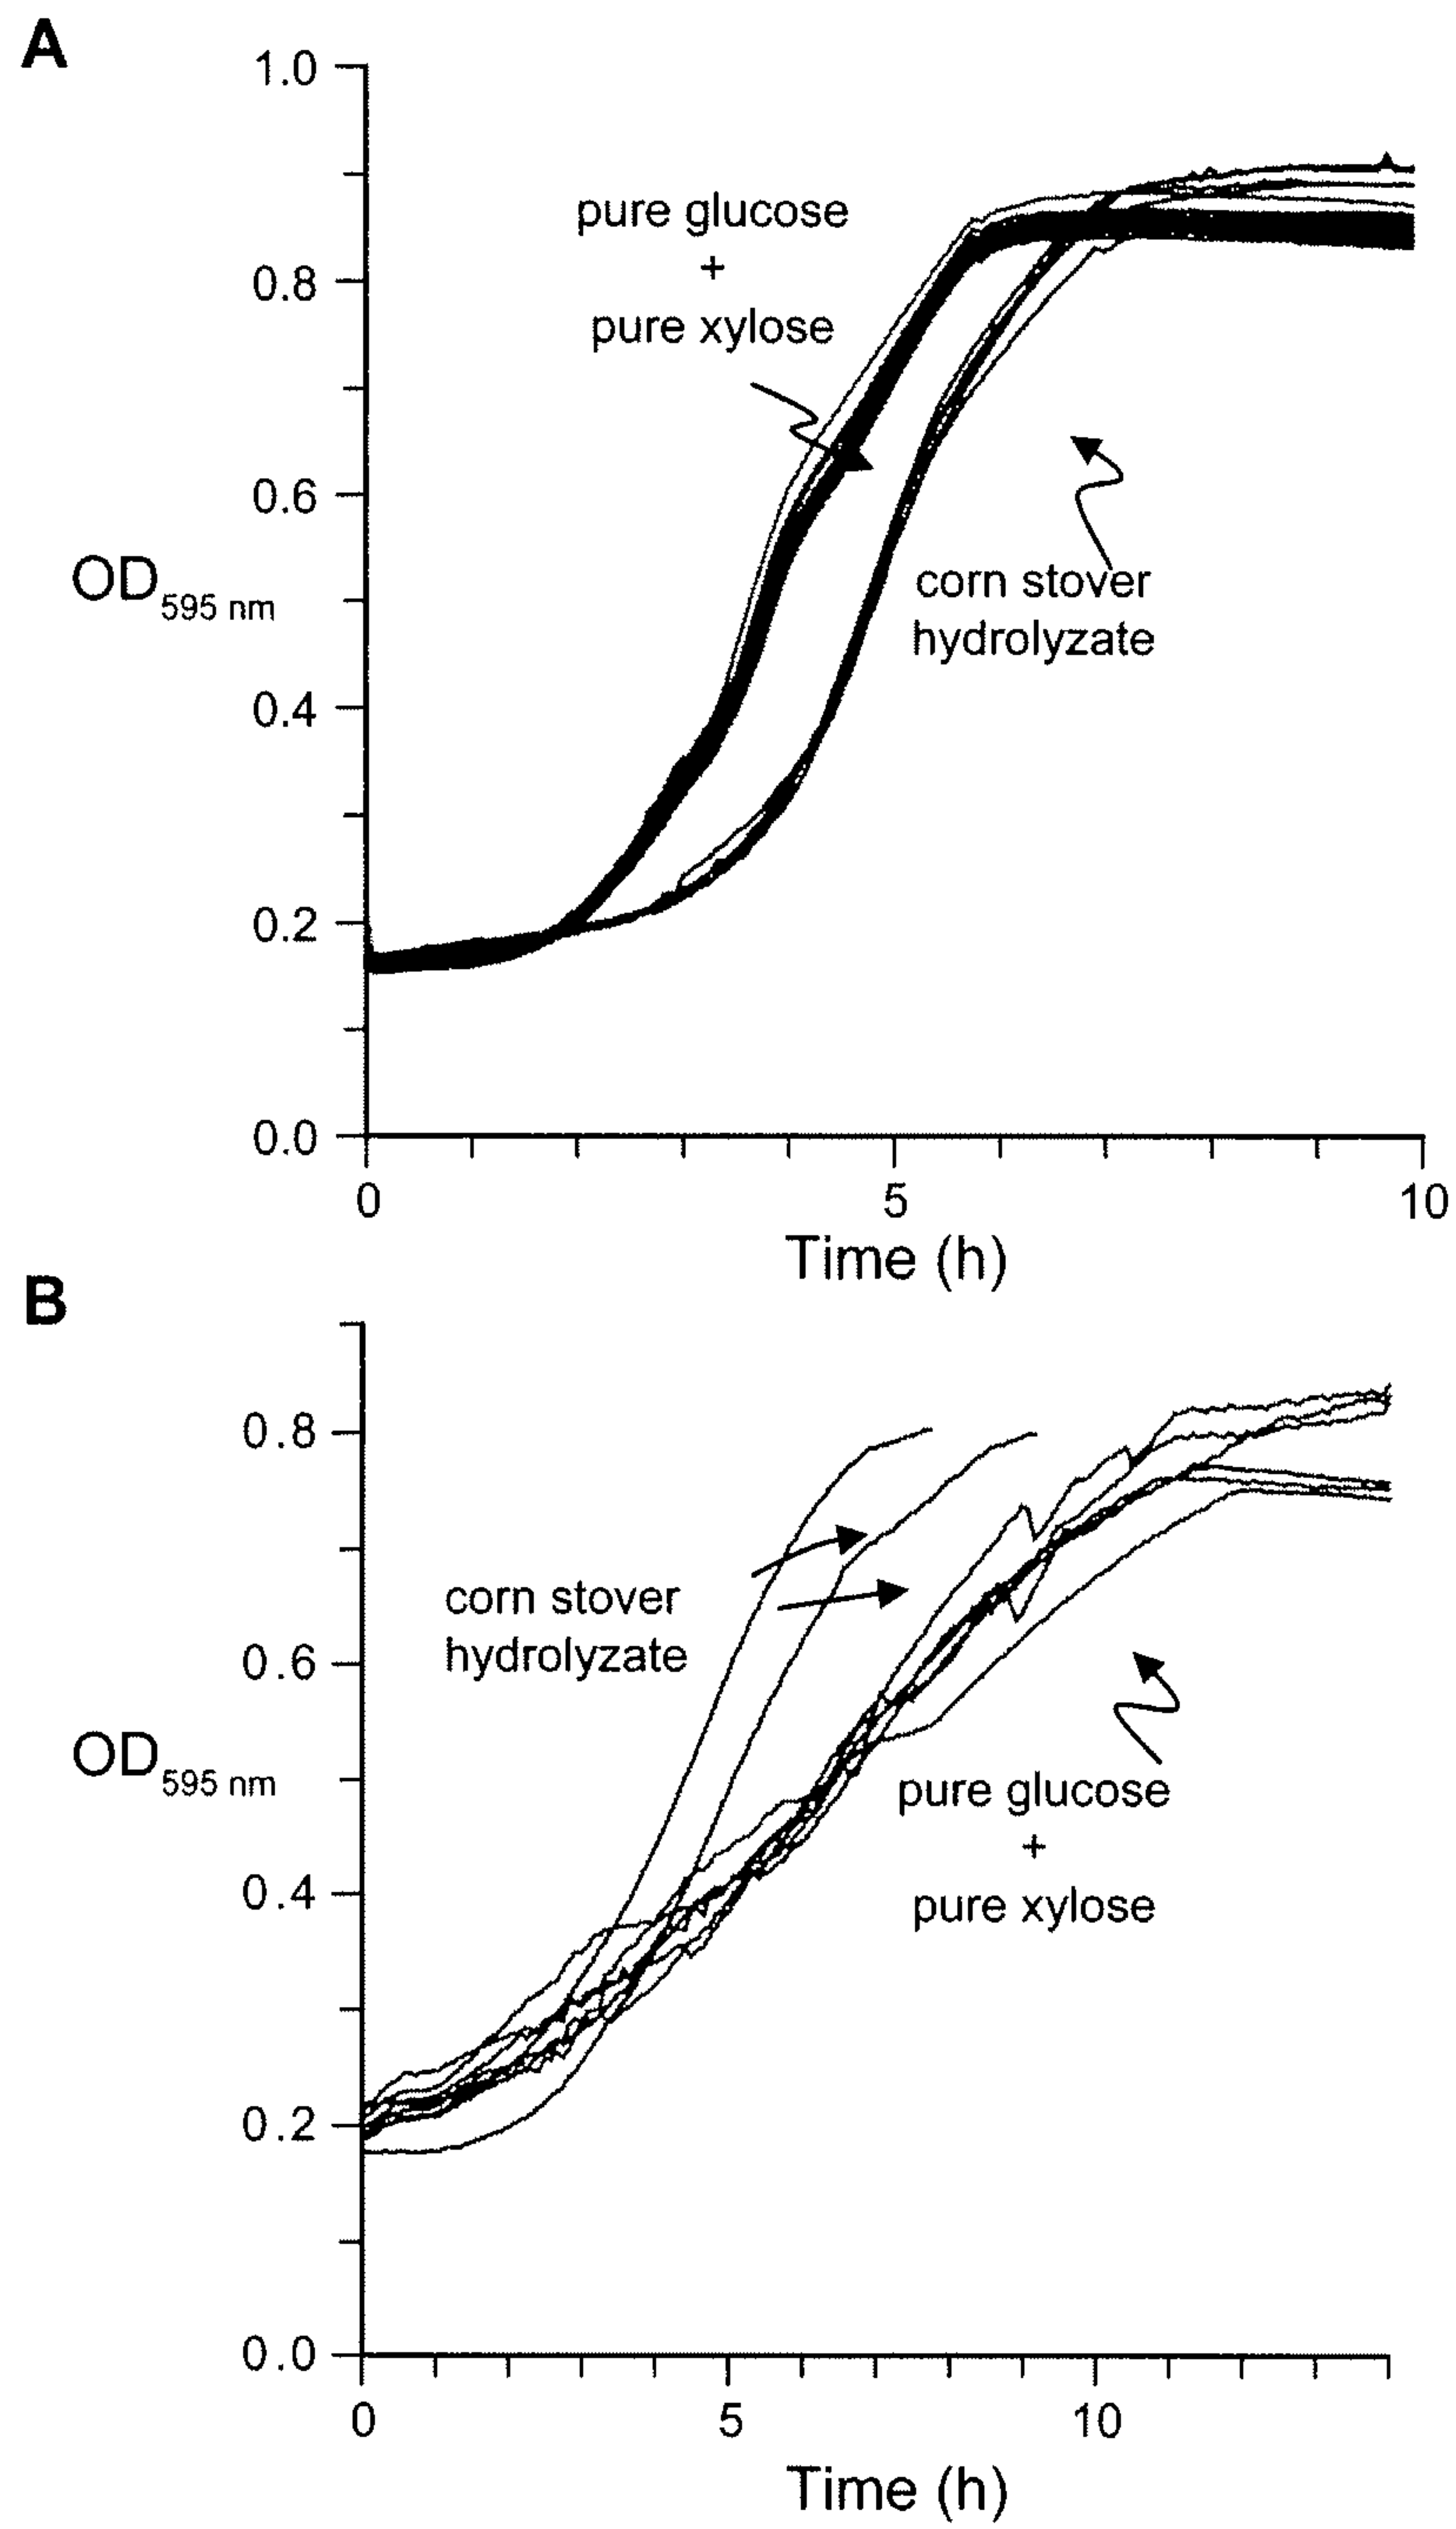 A
1.0
pure glucose
+
pure xylose
0.8
0.6
OD595 nm
corn stover
hydrolyzate
0.4
0.2
0.0
0
5
10
Time (h)
B
0.8
corn stover
hydrolyzate
0.6
OD595 nm
pure glucose
+
pure xylose
0.4
0.2
0.0
0
5
10
Time (h)